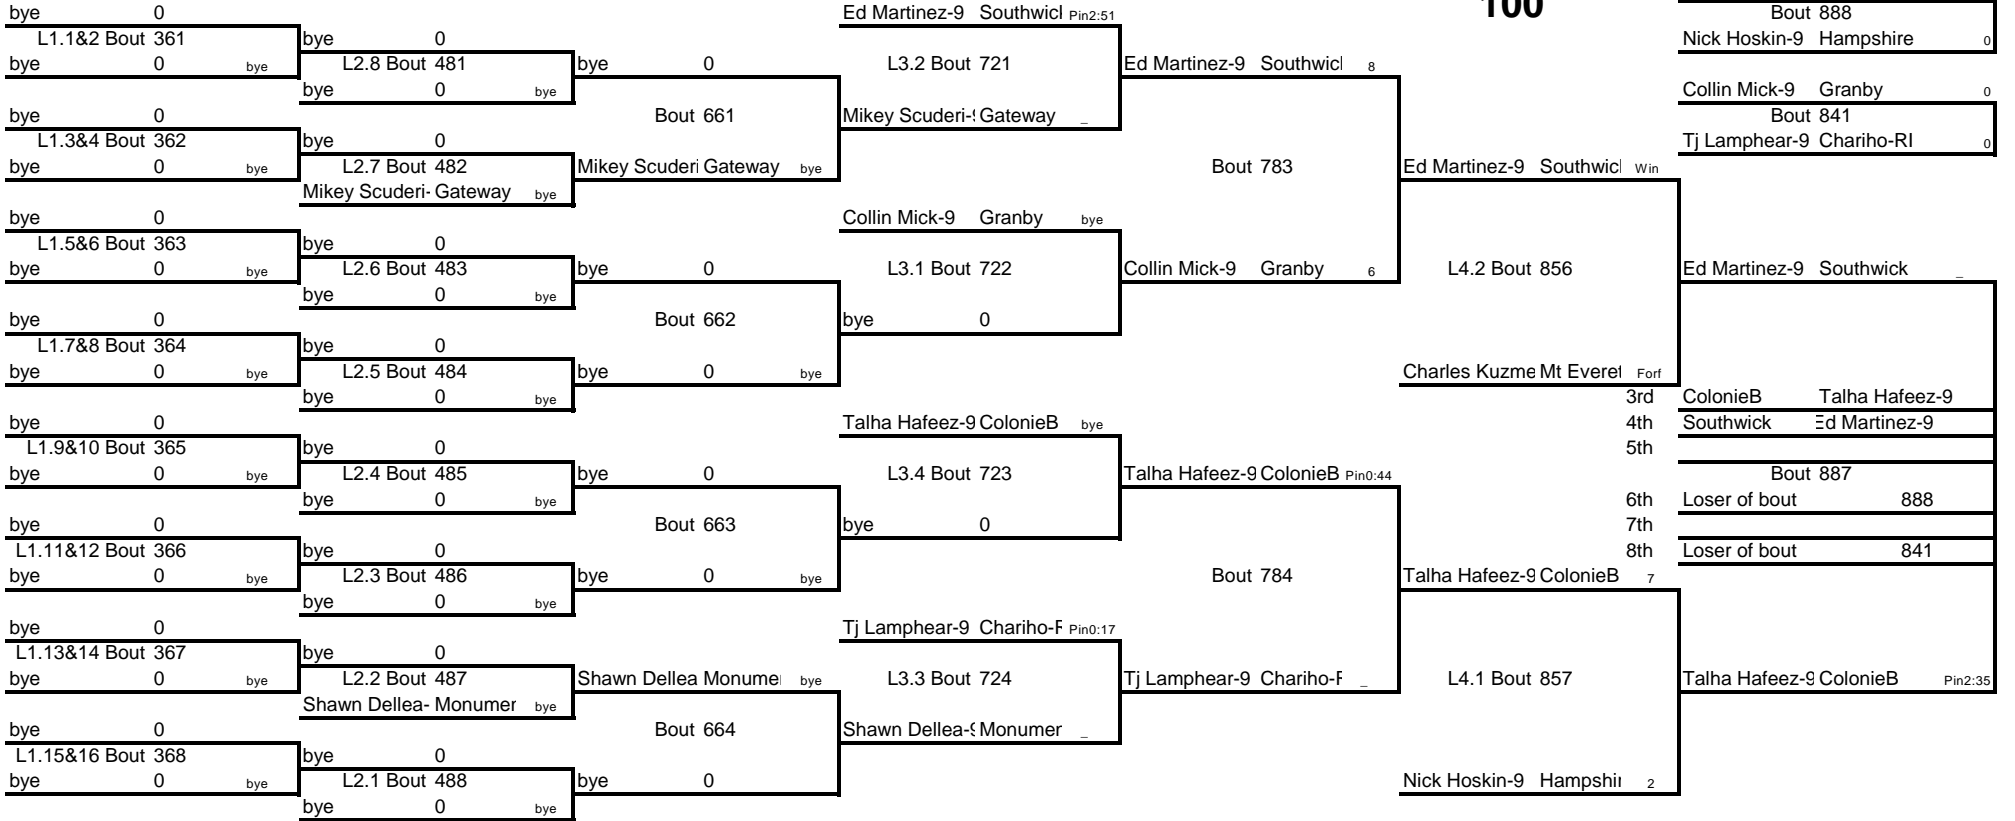 bye 0 Ed Martinez-9 Southwicl Pin2:51 100 Bout 888
L1.1&2 Bout 361 bye 0 Nick Hoskin-9 Hampshire 0
bye 0 bye L2.8 Bout 481 bye 0 L3.2 Bout 721 Ed Martinez-9 Southwicl 8
bye 0 bye Collin Mick-9 Granby 0
bye 0 Bout 661 Mikey Scuderi-9 Gateway _ Bout 841
L1.3&4 Bout 362 bye 0 Tj Lamphear-9 Chariho-RI 0
bye 0 bye L2.7 Bout 482 Mikey Scuderi Gateway bye Bout 783 Ed Martinez-9 Southwicl Win
Mikey Scuderi- Gateway bye
bye 0 Collin Mick-9 Granby bye
L1.5&6 Bout 363 bye 0
bye 0 bye L2.6 Bout 483 bye 0 L3.1 Bout 722 Collin Mick-9 Granby 6 L4.2 Bout 856 Ed Martinez-9 Southwick _
bye 0 bye
bye 0 Bout 662 bye 0
L1.7&8 Bout 364 bye 0
bye 0 bye L2.5 Bout 484 bye 0 bye Charles Kuzme Mt Everet Forf
bye 0 bye 3rd ColonieB Talha Hafeez-9
bye 0 Talha Hafeez-9 ColonieB bye 4th Southwick Ed Martinez-9
L1.9&10 Bout 365 bye 0 5th
bye 0 bye L2.4 Bout 485 bye 0 L3.4 Bout 723 Talha Hafeez-9 ColonieB Pin0:44 Bout 887
bye 0 bye 6th Loser of bout 888
bye 0 Bout 663 bye 0 7th
L1.11&12 Bout 366 bye 0 8th Loser of bout 841
bye 0 bye L2.3 Bout 486 bye 0 bye Bout 784 Talha Hafeez-9 ColonieB 7
bye 0 bye
bye 0 Tj Lamphear-9 Chariho-F Pin0:17
L1.13&14 Bout 367 bye 0
bye 0 bye L2.2 Bout 487 Shawn Dellea Monume bye L3.3 Bout 724 Tj Lamphear-9 Chariho-F _ L4.1 Bout 857 Talha Hafeez-9 ColonieB Pin2:35
Shawn Dellea- Monumer bye
bye 0 Bout 664 Shawn Dellea-9 Monumer _
L1.15&16 Bout 368 bye 0
bye 0 bye L2.1 Bout 488 bye 0 Nick Hoskin-9 Hampshir 2
bye 0 bye